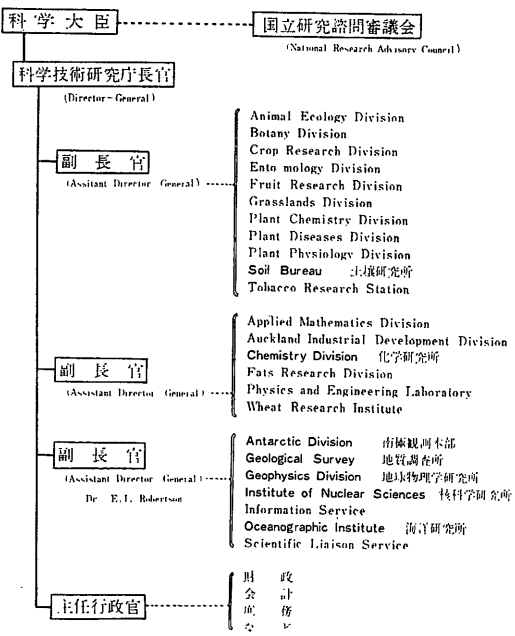 科学大臣
国立研究諮問審議会
(National Research Advisory Council)
科学技術研究庁長官
(Director-General)
副長官
(Assitant Director General)
Animal Ecology Division
Botany Division
Crop Research Division
Ento mology Division
Fruit Research Division
Grasslands Division
Plant Chemistry Division
Plant Diseases Division
Plant Physiology Division
Soil Bureau 土壌研究所
Tobacco Research Station
副長官
(Assistant Director General)
Applied Mathematics Division
Auckland Industrial Development Division
Chemistry Division 化学研究所
Fats Research Division
Physics and Engineering Laboratory
Wheat Research Institute
副長官
(Assistant Director General)
Dr E.I. Robertson
Antarctic Division 南極観測本部
Geological Survey 地質調査所
Geophysics Division 地球物理学研究所
Institute of Nuclear Sciences 核科学研究所
Information Service
Oceanographic Institute 海洋研究所
Scientific Liaison Service
主任行政官
財政
会計
庶務
など